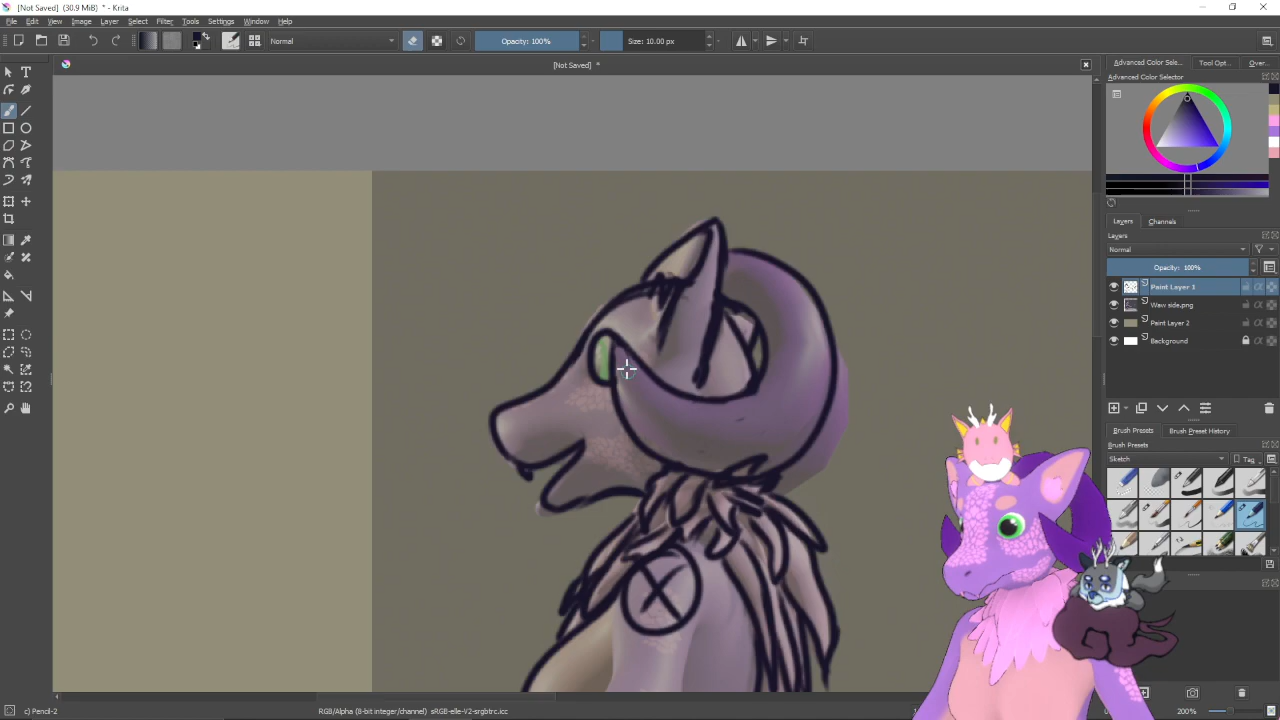 [Not Saved] (30.9 MiB) * - Krita
File Edit View Image Layer Select Filter Tools Settings Window Help
Normal Opacity: 100% Size: 10.00 px
[Not Saved] *
Advanced Color Sele... Tool Opt... Over...
Advanced Color Selector
Layers Channels
Layers
Normal
Opacity: 100%
Paint Layer 1
Waw side.png
Paint Layer 2
Background
Brush Presets Brush Preset History
Brush Presets
Sketch Tag
c) Pencil-2 RGB/Alpha (8-bit integer/channel) sRGB-elle-V2-srgbtrc.icc 200%